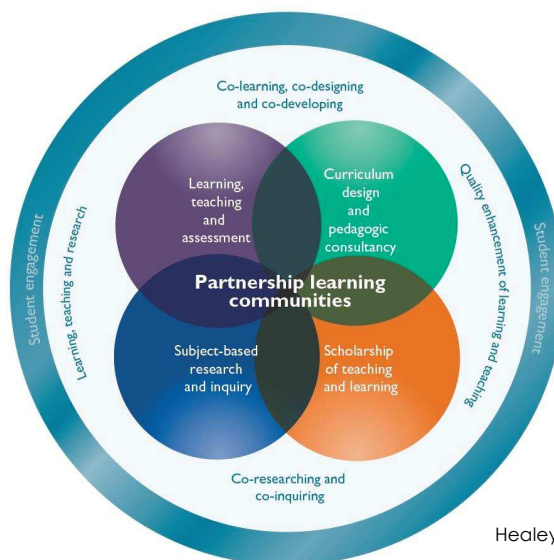 Co-learning, co-designing
and co-developing
Student engagement
Learning, teaching and research
Learning,
teaching
and
assessment
Curriculum
design
and
pedagogic
consultancy
Quality enhancement of learning and teaching
Student engagement
Partnership learning
communities
Subject-based
research
and inquiry
Scholarship
of teaching
and learning
Co-researching and
co-inquiring
Healey